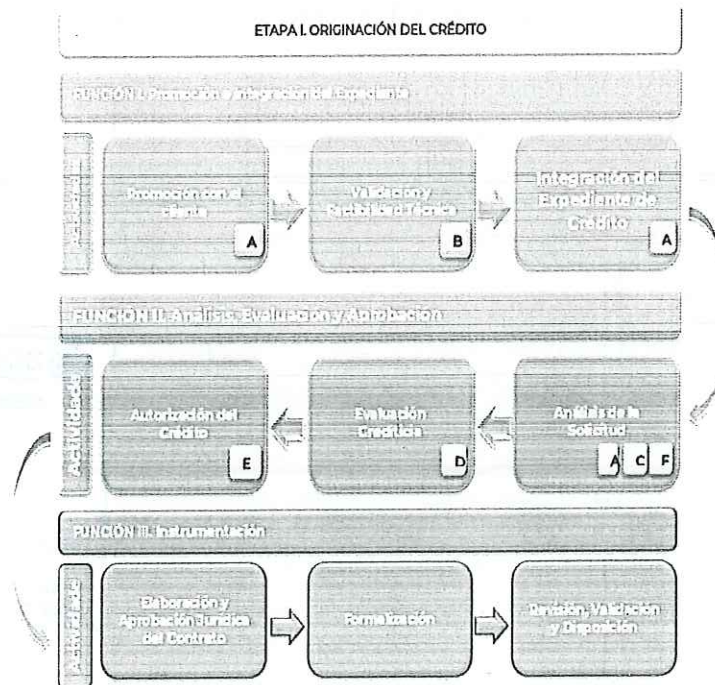 ETAPA I. ORIGINACIÓN DEL CRÉDITO
FUNCIÓN I. Promoción e Integración del Expediente
Actividades
Promoción con el
cliente
A
Validación y
Factibilidad Técnica
B
Integración del
Expediente de
Crédito
A
FUNCIÓN II. Análisis, Evaluación y Aprobación
Actividades
Autorización del
Crédito
E
Evaluación
Crediticia
D
Análisis de la
Solicitud
A C F
FUNCIÓN III. Instrumentación
Actividades
Elaboración y
Aprobación Jurídica
del Contrato
Formalización
Revisión, Validación
y Disposición